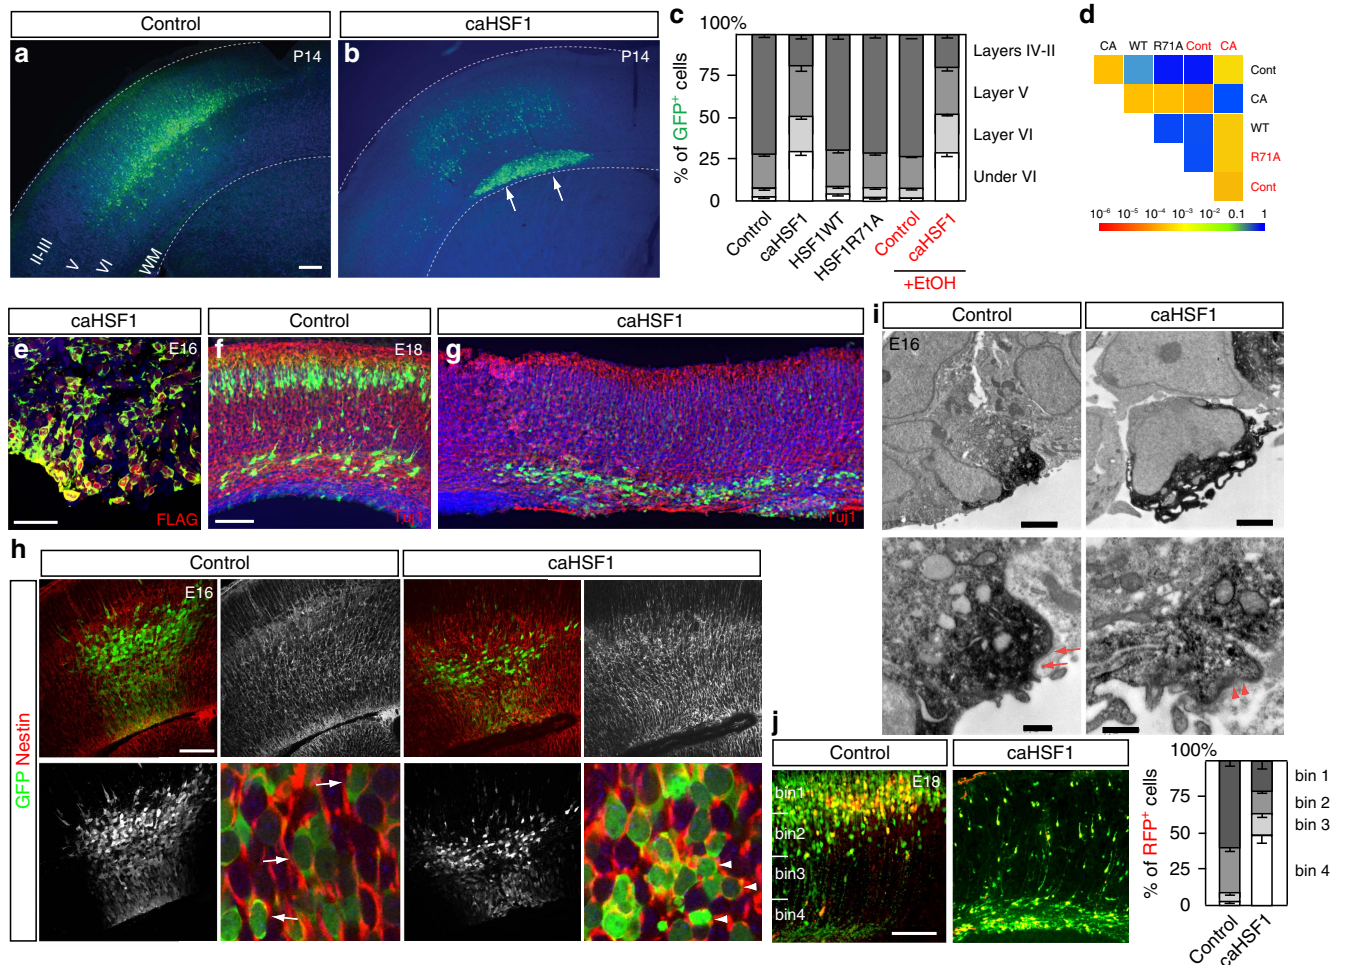 Control
caHSF1
a
P14
b
P14
II-III
V
VI
WM
c
100%
75
50
25
0
% of GFP+ cells
Layers IV-II
Layer V
Layer VI
Under VI
Control
caHSF1
HSF1WT
HSF1R71A
Control
caHSF1
+EtOH
d
CA WT R71A Cont CA
Cont
CA
WT
R71A
Cont
10⁻⁶ 10⁻⁵ 10⁻⁴ 10⁻³ 10⁻² 0.1 1
caHSF1
Control
caHSF1
e
E16
FLAG
f
E18
Tuj1
g
Tuj1
h
Control
caHSF1
GFP Nestin
E16
i
Control
caHSF1
E16
j
Control
caHSF1
E18
bin1
bin2
bin3
bin4
100%
75
50
25
0
% of RFP+ cells
bin 1
bin 2
bin 3
bin 4
Control
caHSF1